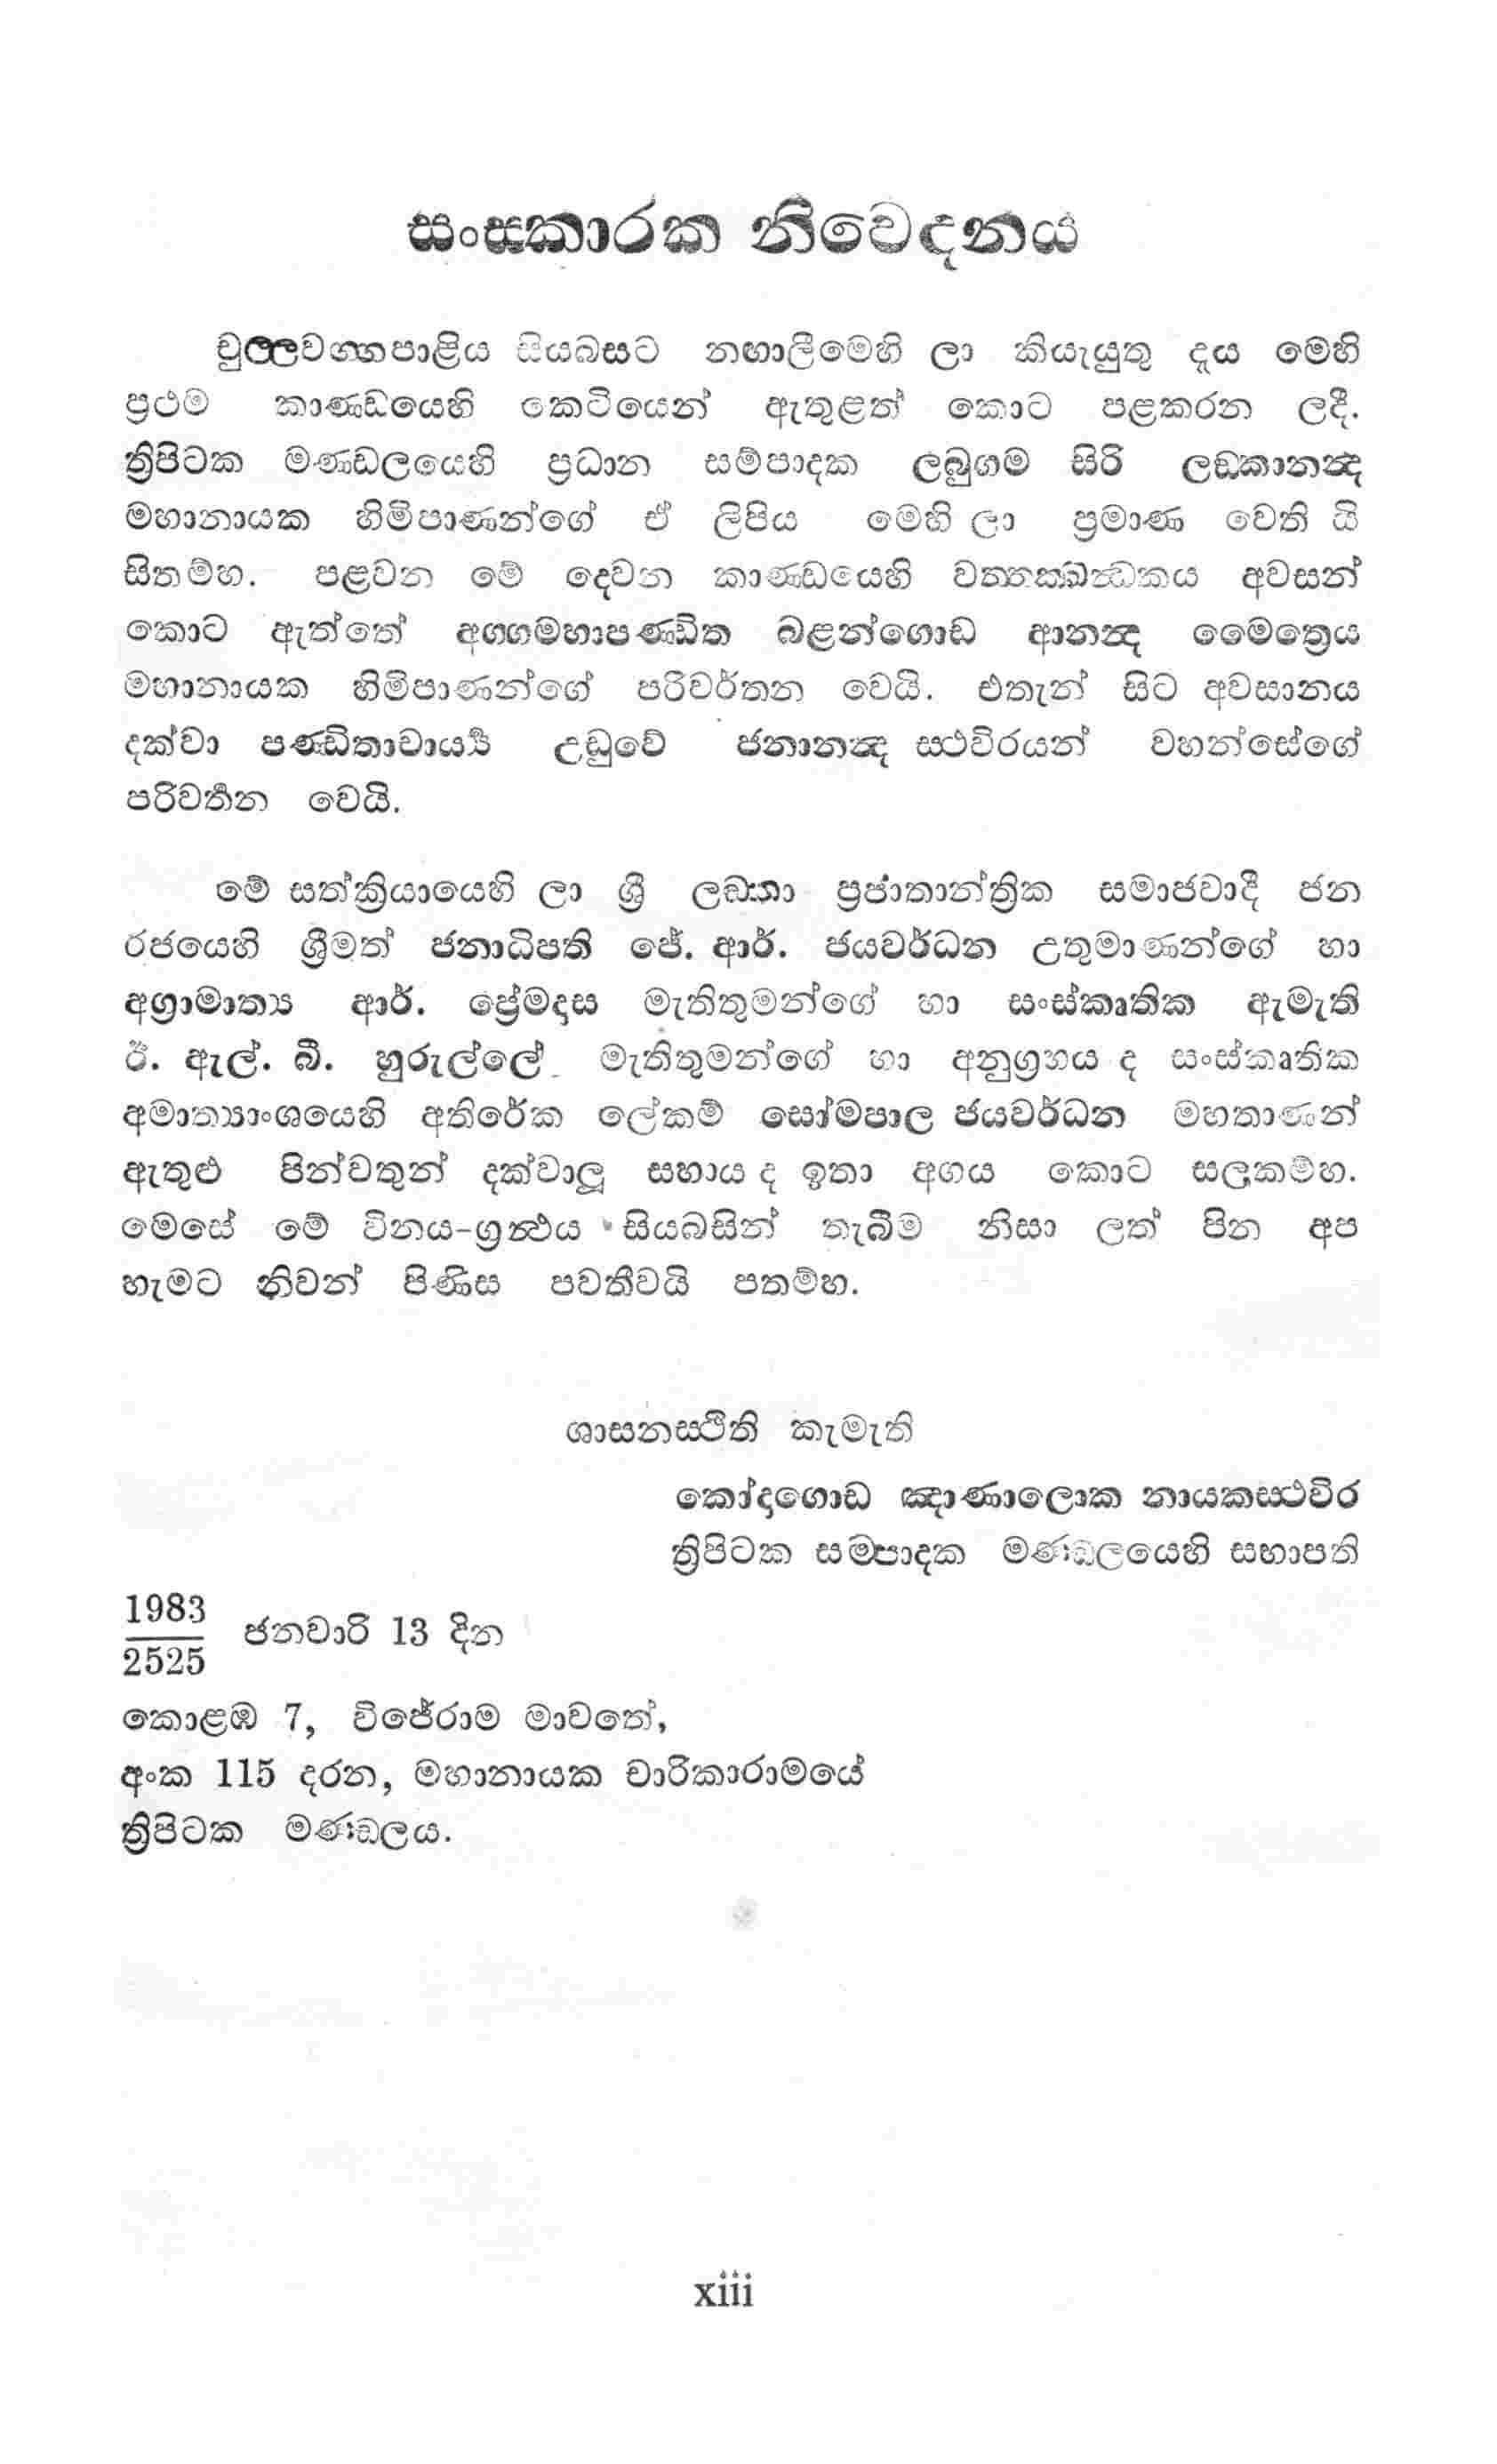 සංස්කාරක නිවෙදනය
චුල්ලවග්ගපාළිය සියබසට නඟාලීමෙහි ලා කියැයුතු දැය මෙහි
ප්‍රථම කාණ්ඩයෙහි කෙටියෙන් ඇතුළත් කොට පළකරන ලදී.
ත්‍රිපිටක මණ්ඩලයෙහි ප්‍රධාන සම්පාදක ලබුගම සිරි ලඞ්කානන්‍ද
මහානායක හිමිපාණන්ගේ ඒ ලිපිය මෙහි ලා ප්‍රමාණ වෙති යි
සිතම්හ. පළවන මේ දෙවන කාණ්ඩයෙහි වත්තක්ඛන්‍ධකය අවසන්
කොට ඇත්තේ අග්ගමහාපණ්ඩිත බළන්ගොඩ ආනන්‍ද මෛත්‍රෙය
මහානායක හිමිපාණන්ගේ පරිවර්තන වෙයි. එතැන් සිට අවසානය
දක්වා පණ්ඩිතාචාර්‍ය්‍ය උඩුවේ ජනානන්‍ද ස්ථවිරයන් වහන්සේගේ
පරිවර්‍තන වෙයි.
මේ සත්ක්‍රියායෙහි ලා ශ්‍රී ලඞ්කා ප්‍රජාතාන්ත්‍රික සමාජවාදී ජන
රජයෙහි ශ්‍රීමත් ජනාධිපති ජේ. ආර්. ජයවර්ධන උතුමාණන්ගේ හා
අග්‍රාමාත්‍ය ආර්. ප්‍රේමදාස මැතිතුමන්ගේ හා සංස්කෘතික ඇමැති
ඊ. ඇල්. බී. හුරුල්ලේ මැතිතුමන්ගේ හා අනුග්‍රහය ද සංස්කෘතික
අමාත්‍යාංශයෙහි අතිරේක ලේකම් සෝමපාල ජයවර්ධන මහතාණන්
ඇතුළු පින්වතුන් දක්වාලූ සහාය ද ඉතා අගය කොට සලකම්හ.
මෙසේ මේ විනය-ග්‍රන්‍ථය සියබසින් තැබීම නිසා ලත් පින අප
හැමට නිවන් පිණිස පවතීවයි පතම්හ.
ශාසනස්ථිති කැමැති
කෝදාගොඩ ඤාණාලොක නායකස්ථවිර
ත්‍රිපිටක සම්පාදක මණ්ඩලයෙහි සභාපති
1983
2525 ජනවාරි 13 දින
කොළඹ 7, විජේරාම මාවතේ,
අංක 115 දරන, මහානායක චාරිකාරාමයේ
ත්‍රිපිටක මණ්ඩලය.
xiii